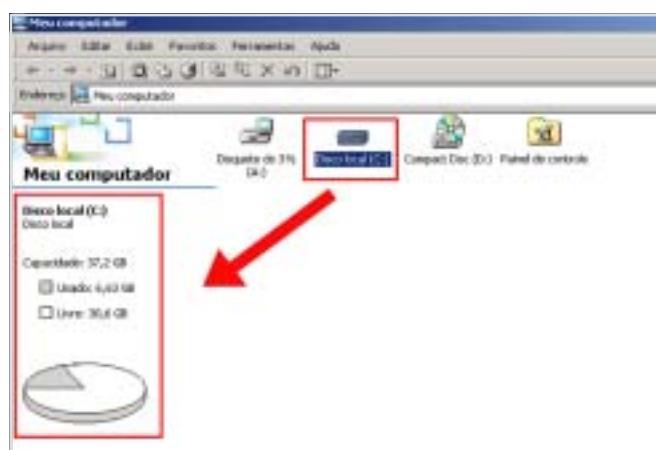 Meu computador
Arquivo Editar Exibir Favoritos Ferramentas Ajuda
Endereço Meu computador
Disquete de 3½ (A:)
Disco local (C:)
Compact Disc (D:)
Painel de controle
Meu computador
Disco local (C:)
Disco local
Capacidade: 37,2 GB
Usado: 6,63 GB
Livre: 30,6 GB